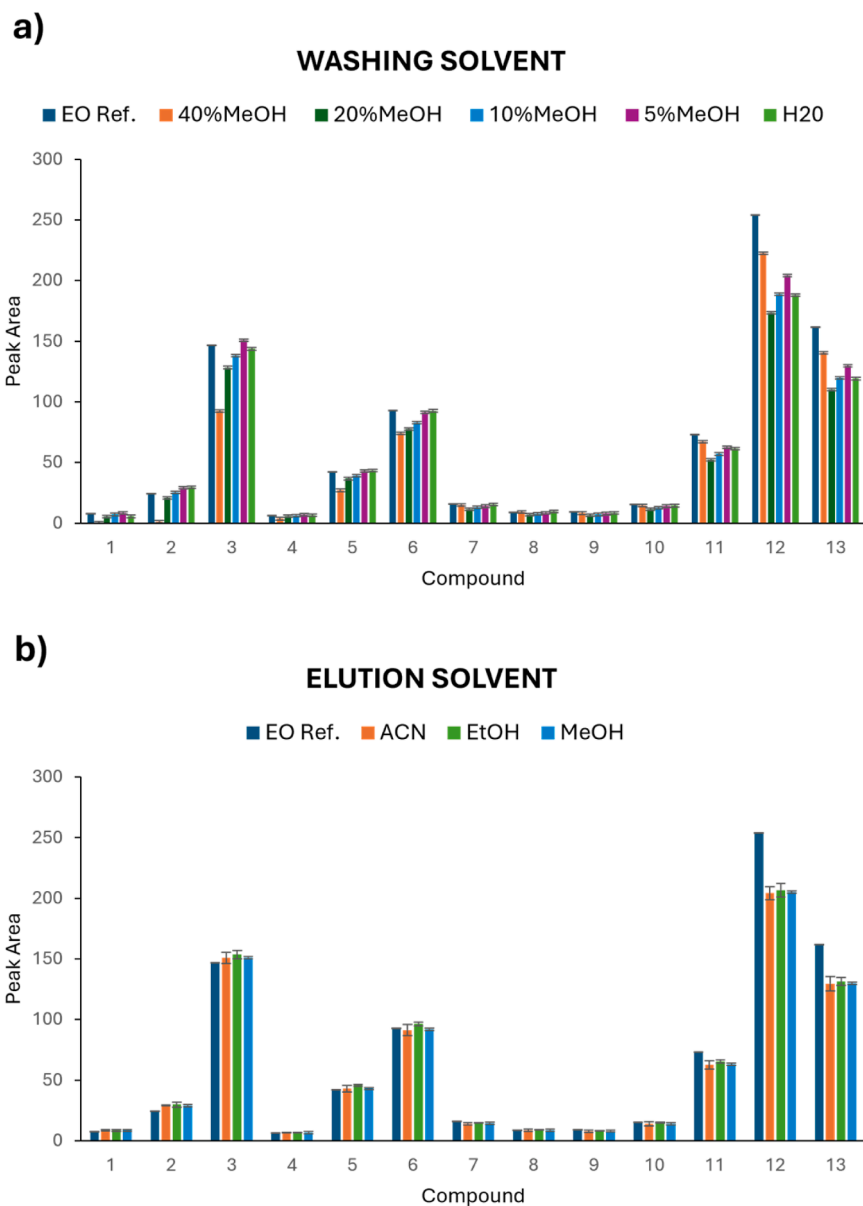 a)
WASHING SOLVENT
EO Ref. 40%MeOH 20%MeOH 10%MeOH 5%MeOH H20
300
250
200
150
100
50
0
Peak Area
1 2 3 4 5 6 7 8 9 10 11 12 13
Compound
b)
ELUTION SOLVENT
EO Ref. ACN EtOH MeOH
300
250
200
150
100
50
0
Peak Area
1 2 3 4 5 6 7 8 9 10 11 12 13
Compound